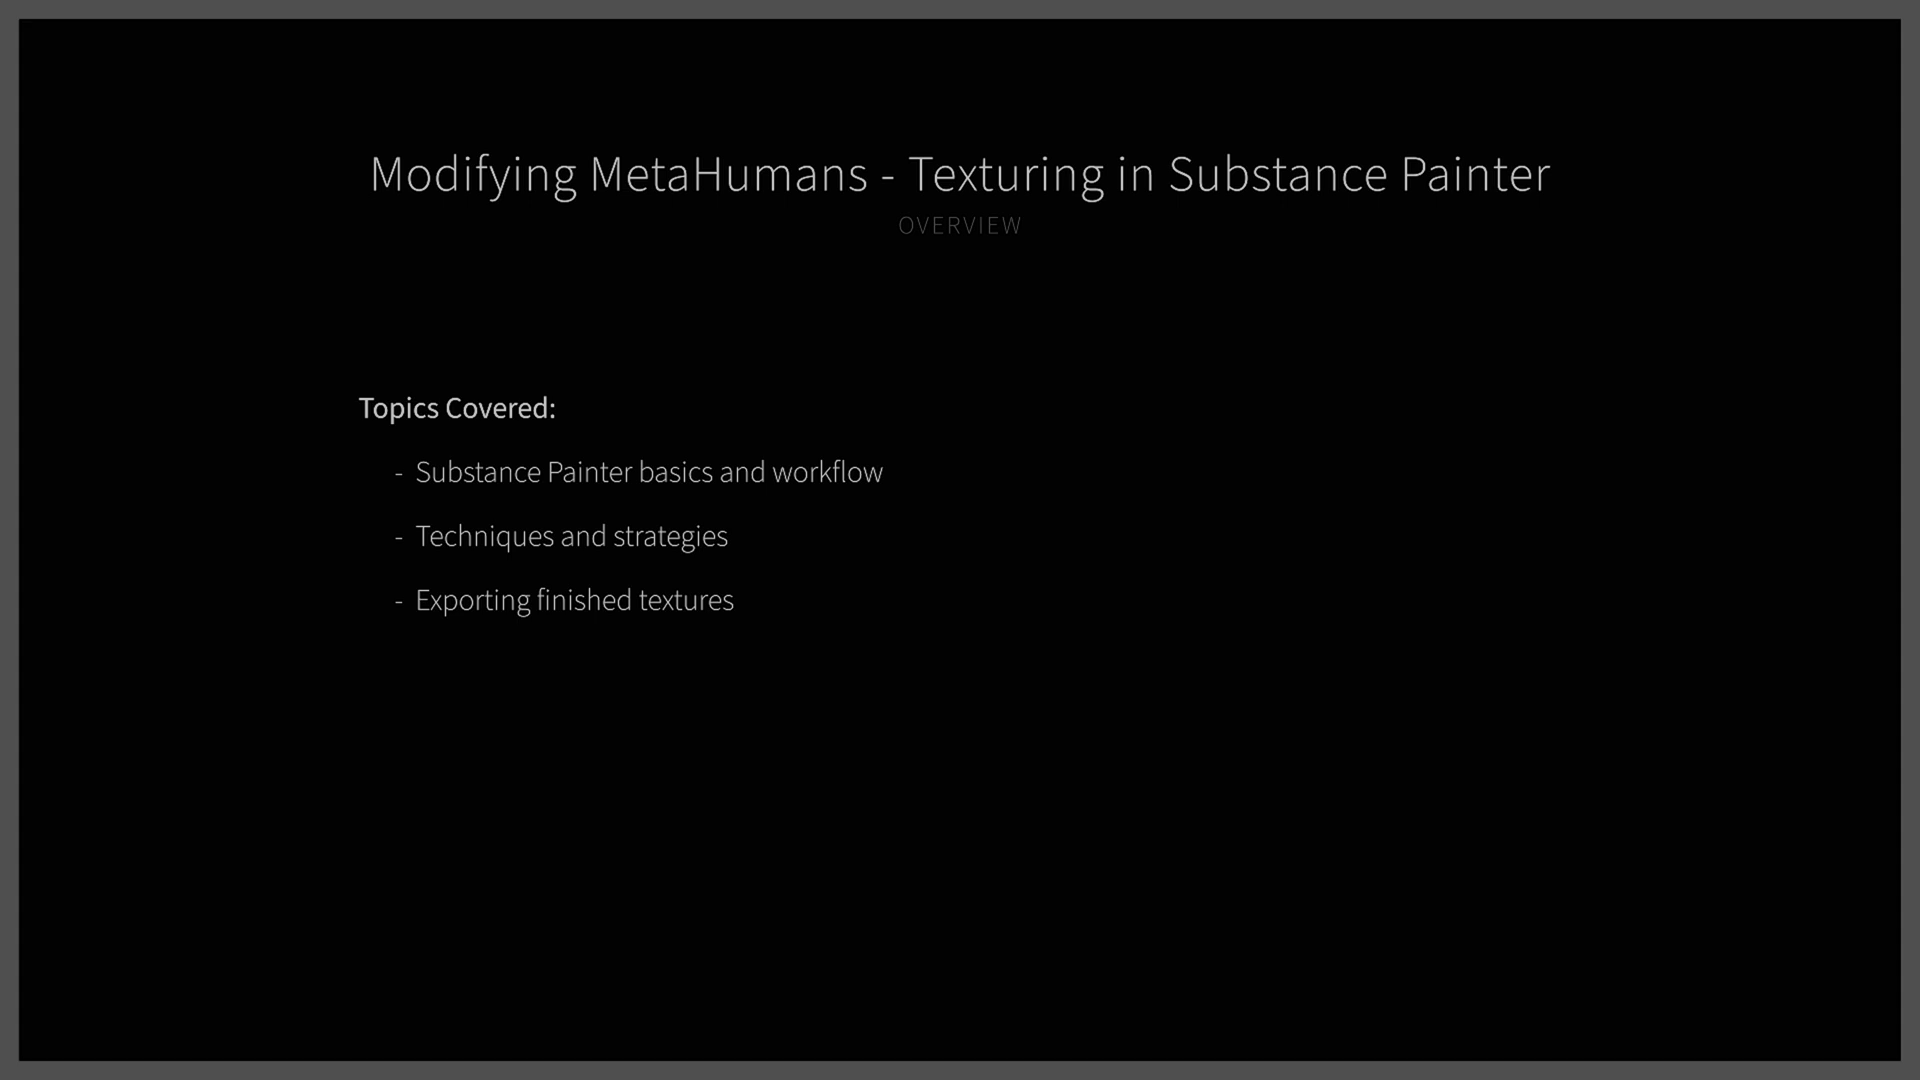 Modifying MetaHumans - Texturing in Substance Painter
OVERVIEW
Topics Covered:
- Substance Painter basics and workflow
- Techniques and strategies
- Exporting finished textures